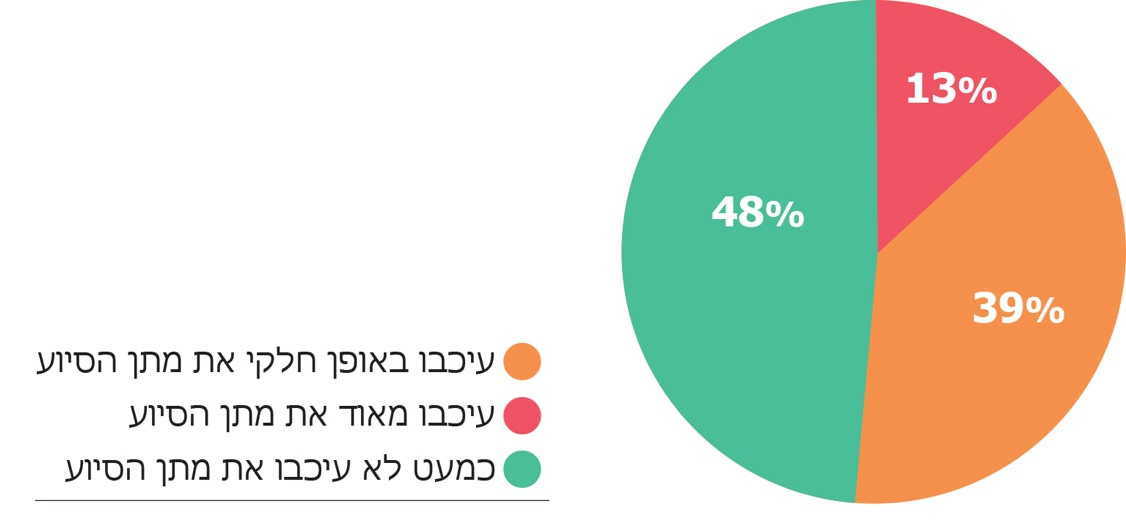 13%
48%
39%
עיכבו באופן חלקי את מתן הסיוע
עיכבו מאוד את מתן הסיוע
כמעט לא עיכבו את מתן הסיוע